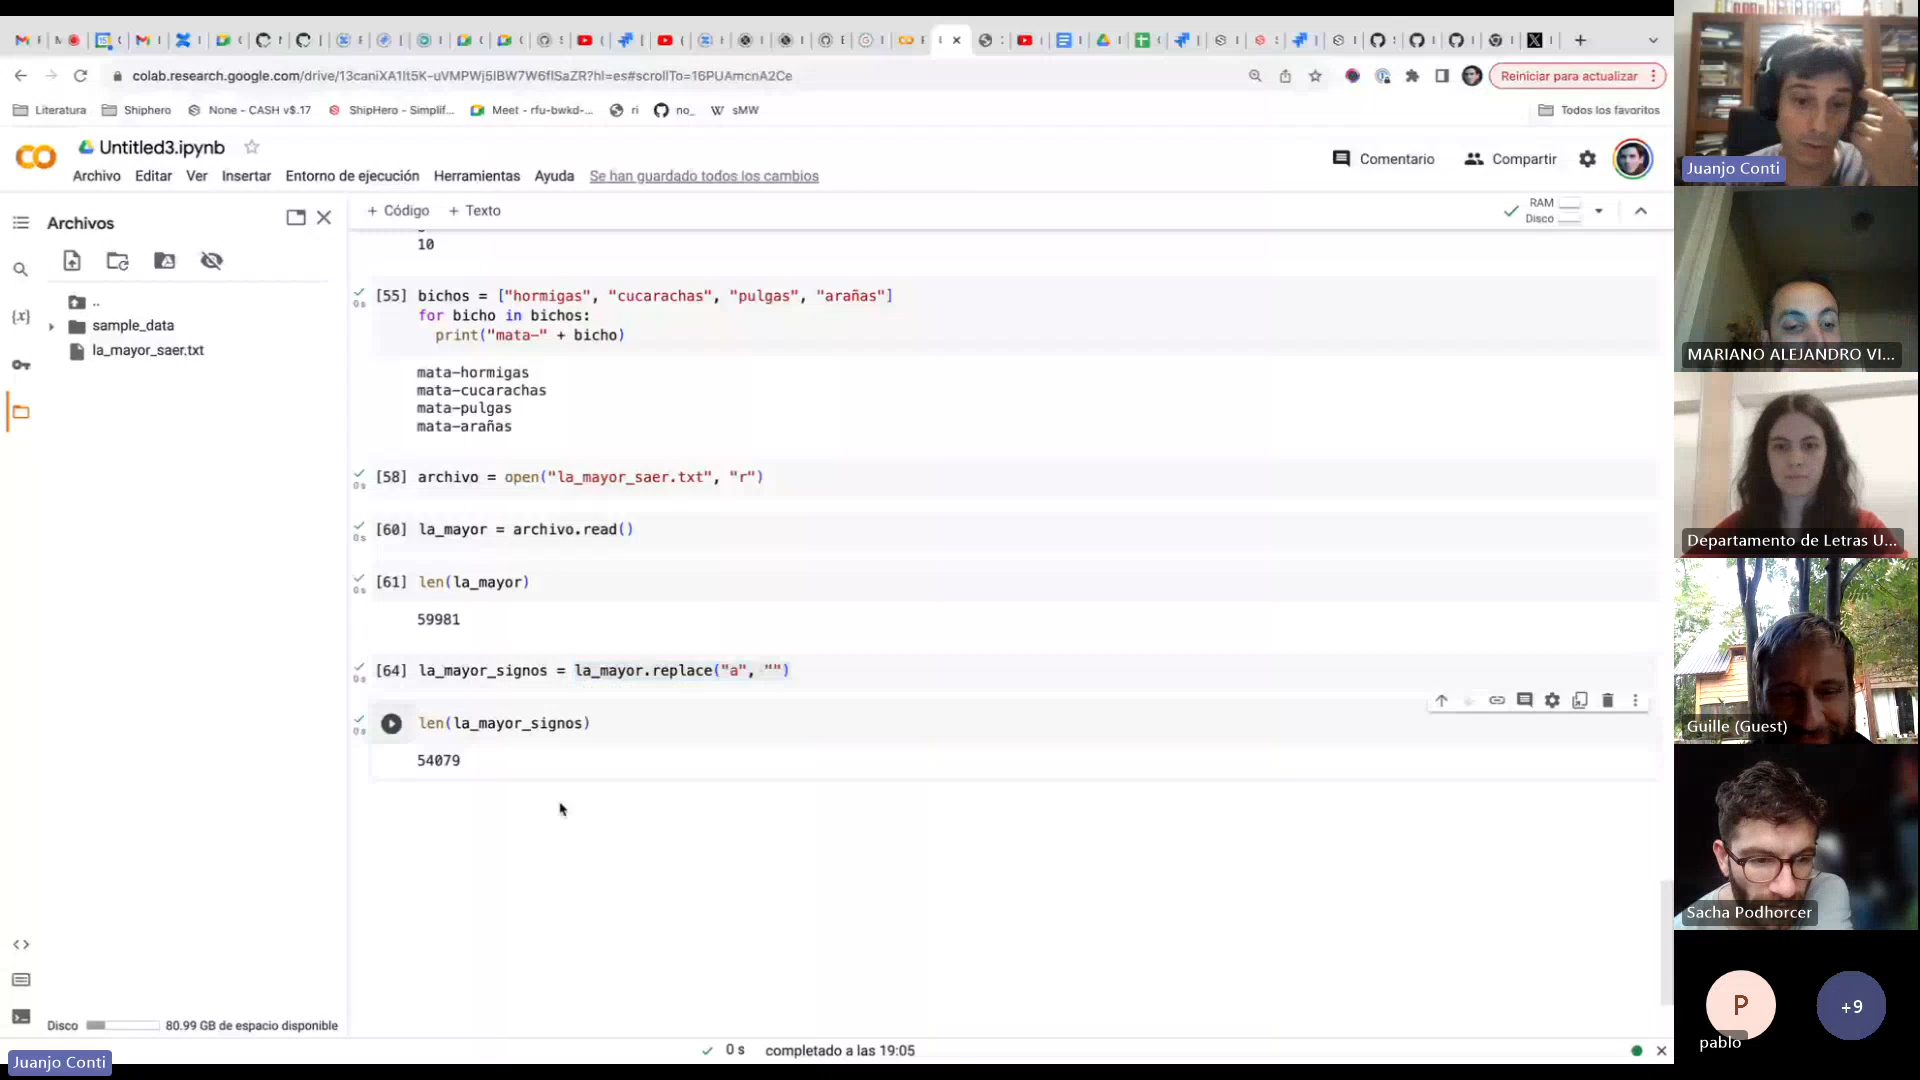 colab.research.google.com/drive/13caniXA1lt5K-uVMPWj5IBW7W6flSaZR?hl=es#scrollTo=16PUAmcnA2Ce
Reiniciar para actualizar
Literatura
Shiphero
None - CASH v$.17
ShipHero - Simplif...
Meet - rfu-bwkd-...
ri
no_
sMW
Todos los favoritos
Untitled3.ipynb
Comentario
Compartir
Archivo
Editar
Ver
Insertar
Entorno de ejecución
Herramientas
Ayuda
Se han guardado todos los cambios
Archivos
+ Código
+ Texto
RAM
Disco
..
sample_data
la_mayor_saer.txt
10
[55] bichos = ["hormigas", "cucarachas", "pulgas", "arañas"]
for bicho in bichos:
print("mata-" + bicho)
mata-hormigas
mata-cucarachas
mata-pulgas
mata-arañas
[58] archivo = open("la_mayor_saer.txt", "r")
[60] la_mayor = archivo.read()
[61] len(la_mayor)
59981
[64] la_mayor_signos = la_mayor.replace("a", "")
len(la_mayor_signos)
54079
Disco
80.99 GB de espacio disponible
0 s
completado a las 19:05
Juanjo Conti
Juanjo Conti
MARIANO ALEJANDRO VI...
Departamento de Letras U...
Guille (Guest)
Sacha Podhorcer
P
pablo
+9